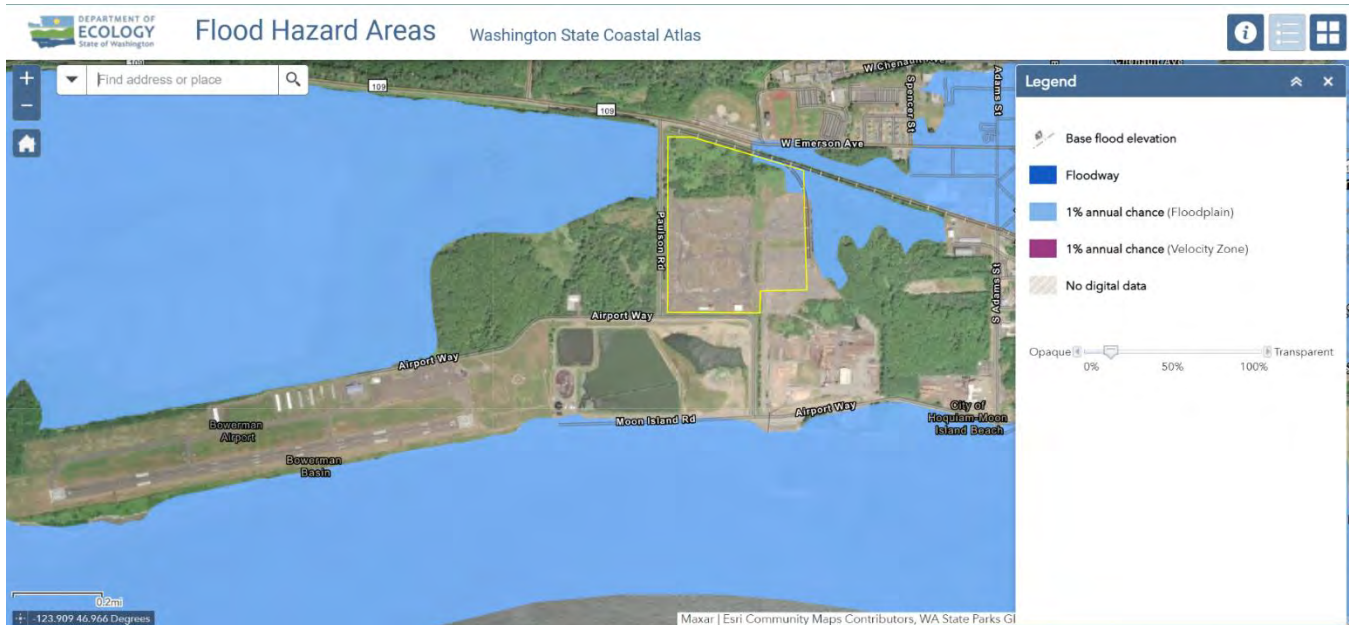 DEPARTMENT OF
ECOLOGY
State of Washington
Flood Hazard Areas
Washington State Coastal Atlas
Find address or place
109
109
W Chenault Ave
Spencer St
Adams St
W Emerson Ave
Paulson Rd
S Adams St
Airport Way
Airport Way
Moon Island Rd
Airport Way
City of
Hoquiam-Moon
Island Beach
Bowerman
Airport
Bowerman
Basin
0.2mi
-123.909 46.966 Degrees
Maxar | Esri Community Maps Contributors, WA State Parks GI
Legend
Base flood elevation
Floodway
1% annual chance (Floodplain)
1% annual chance (Velocity Zone)
No digital data
Opaque
Transparent
0% 50% 100%